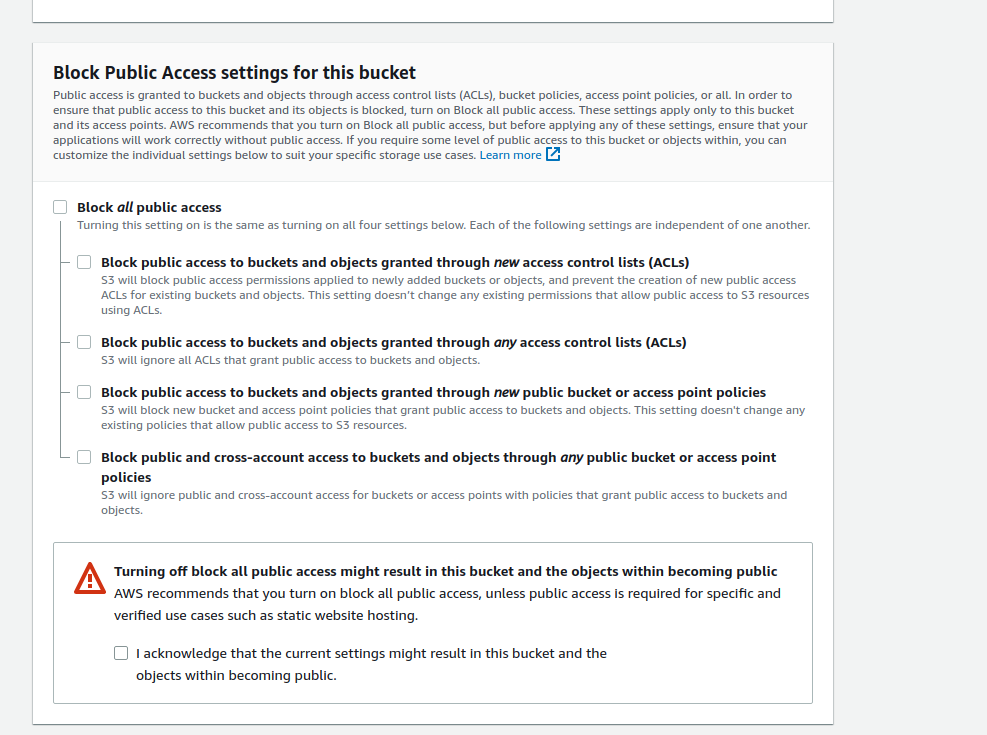 Block Public Access settings for this bucket
Public access is granted to buckets and objects through access control lists (ACLs), bucket policies, access point policies, or all. In order to
ensure that public access to this bucket and its objects is blocked, turn on Block all public access. These settings apply only to this bucket
and its access points. AWS recommends that you turn on Block all public access, but before applying any of these settings, ensure that your
applications will work correctly without public access. If you require some level of public access to this bucket or objects within, you can
customize the individual settings below to suit your specific storage use cases. Learn more
Block all public access
Turning this setting on is the same as turning on all four settings below. Each of the following settings are independent of one another.
Block public access to buckets and objects granted through new access control lists (ACLs)
S3 will block public access permissions applied to newly added buckets or objects, and prevent the creation of new public access
ACLs for existing buckets and objects. This setting doesn't change any existing permissions that allow public access to S3 resources
using ACLs.
Block public access to buckets and objects granted through any access control lists (ACLs)
S3 will ignore all ACLs that grant public access to buckets and objects.
Block public access to buckets and objects granted through new public bucket or access point policies
S3 will block new bucket and access point policies that grant public access to buckets and objects. This setting doesn't change any
existing policies that allow public access to S3 resources.
Block public and cross-account access to buckets and objects through any public bucket or access point
policies
S3 will ignore public and cross-account access for buckets or access points with policies that grant public access to buckets and
objects.
Turning off block all public access might result in this bucket and the objects within becoming public
AWS recommends that you turn on block all public access, unless public access is required for specific and
verified use cases such as static website hosting.
I acknowledge that the current settings might result in this bucket and the
objects within becoming public.